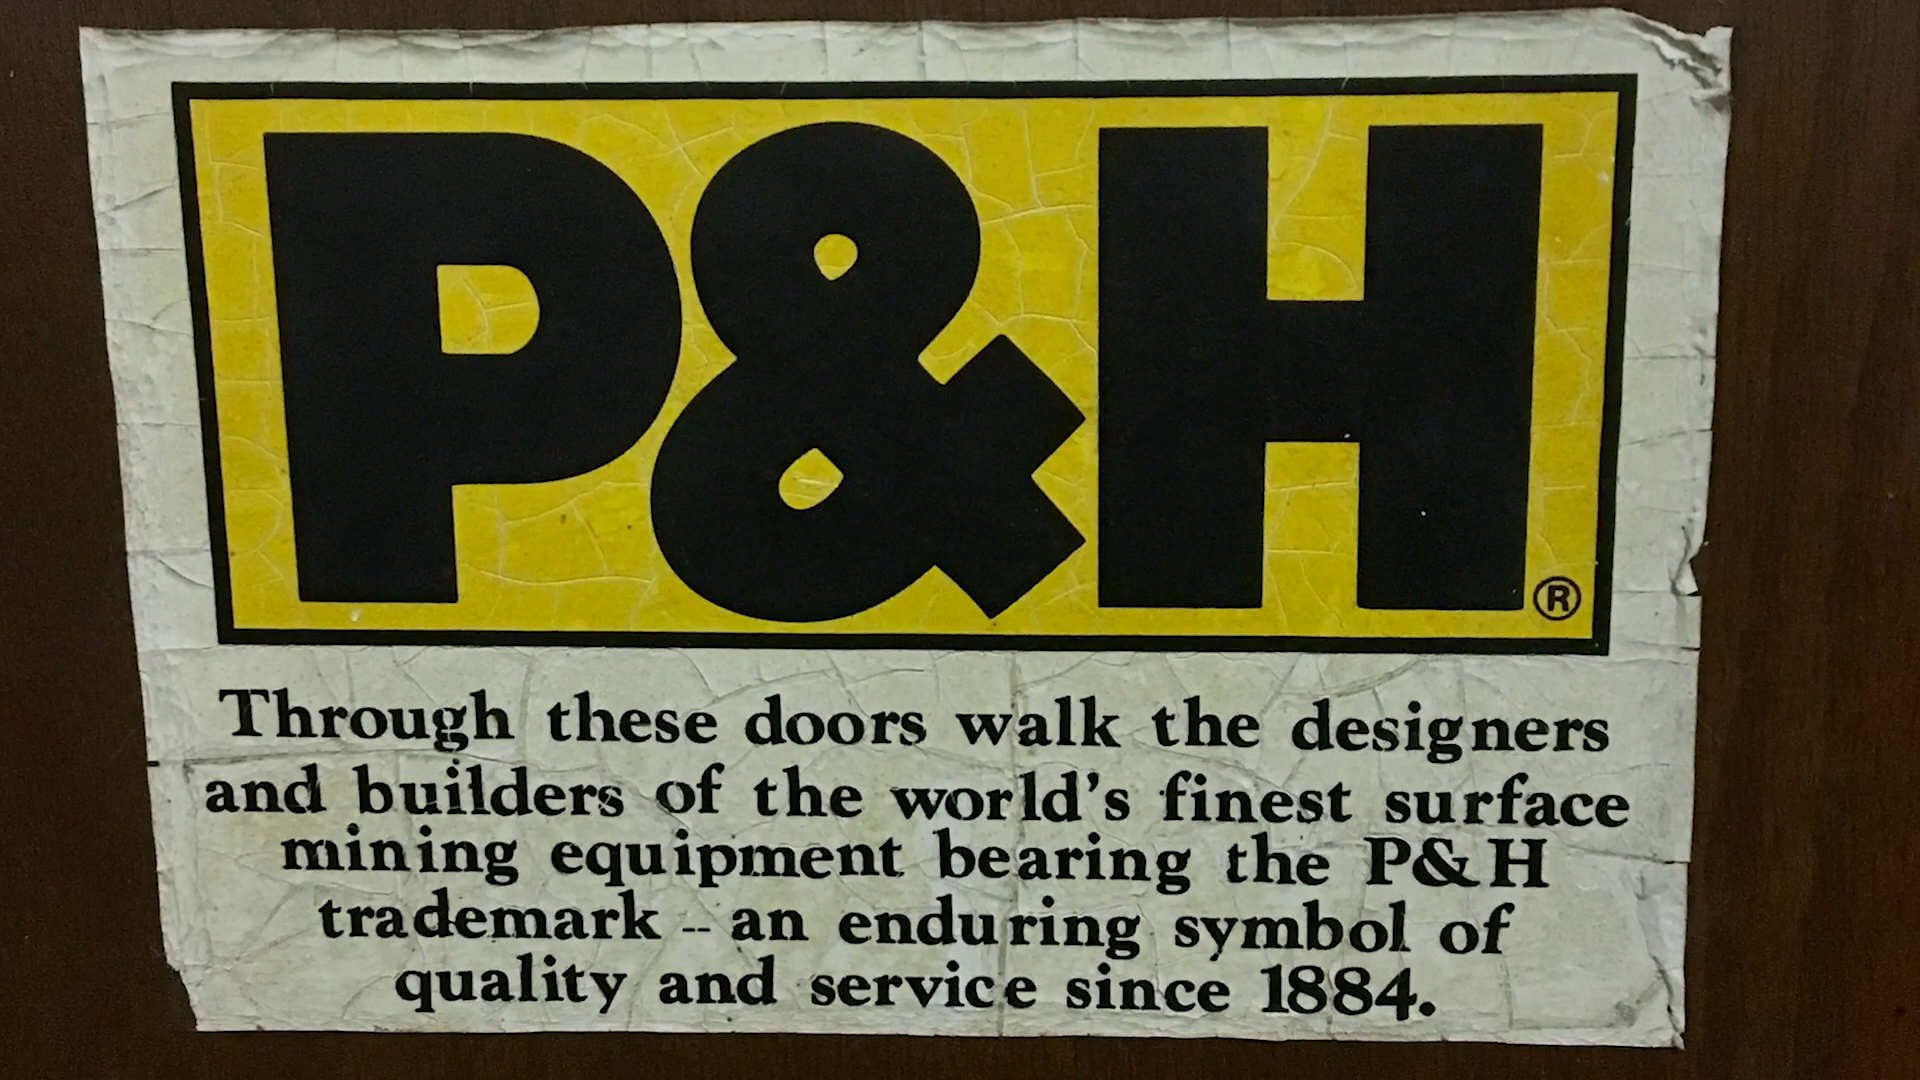 P&H
®
Through these doors walk the designers
and builders of the world's finest surface
mining equipment bearing the P&H
trademark -- an enduring symbol of
quality and service since 1884.